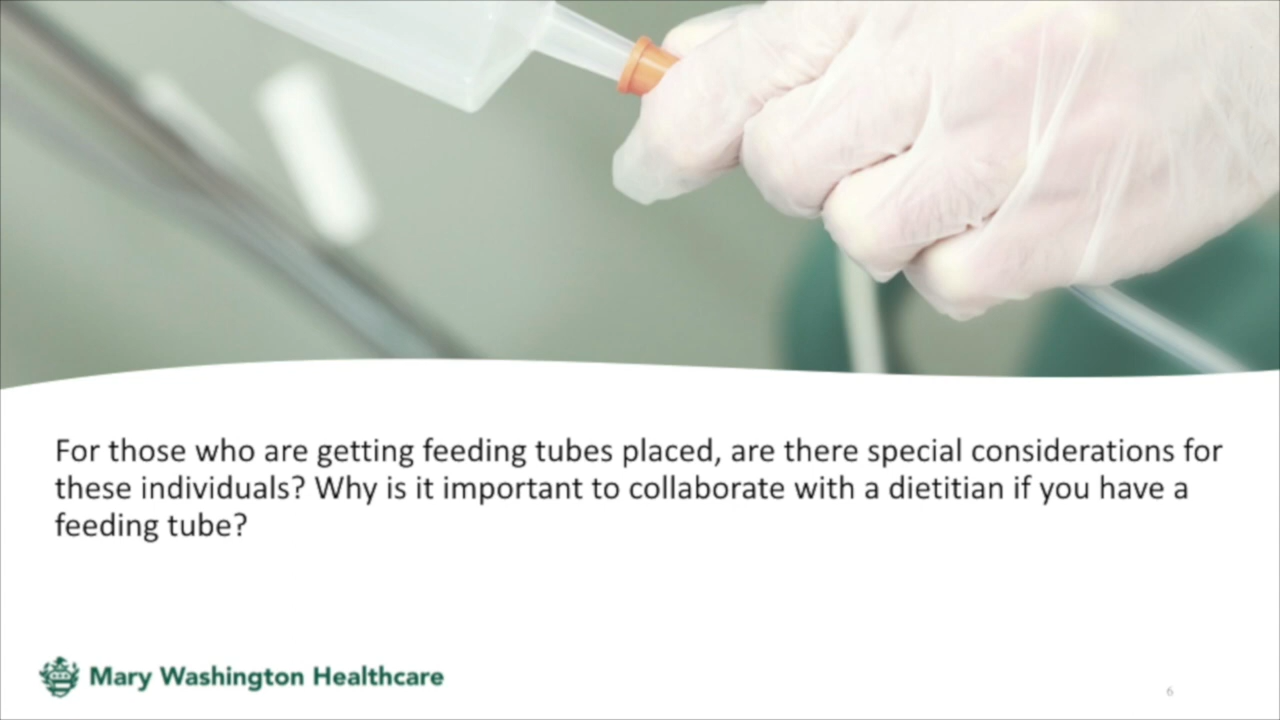 For those who are getting feeding tubes placed, are there special considerations for
these individuals? Why is it important to collaborate with a dietitian if you have a
feeding tube?
Mary Washington Healthcare
6